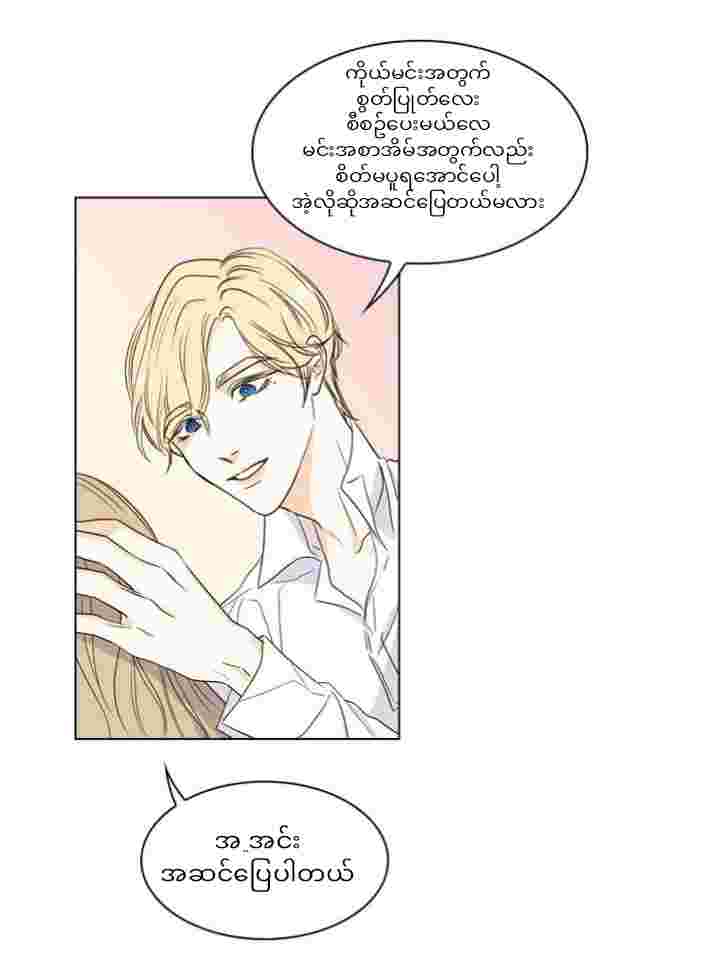 ကိုယ်မင်းအတွက်
စွတ်ပြုတ်လေး
စီစဥ်ပေးမယ်လေ
မင်းအစာအိမ်အတွက်လည်း
စိတ်မပူရအောင်ပေါ့
အဲ့လိုဆိုအဆင်ပြေတယ်မလား
အ..အင်း
အဆင်ပြေပါတယ်